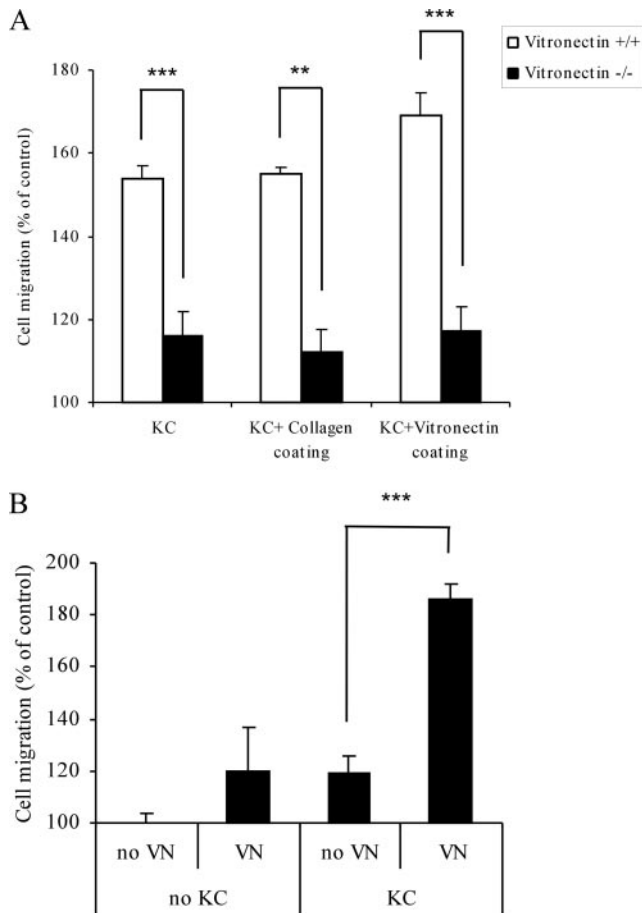 A
***
**
***
Vitronectin +/+
Vitronectin -/-
Cell migration (% of control)
180
160
140
120
100
KC
KC+ Collagen
coating
KC+Vitronectin
coating
B
***
Cell migration (% of control)
200
180
160
140
120
100
no VN
VN
no VN
VN
no KC
KC